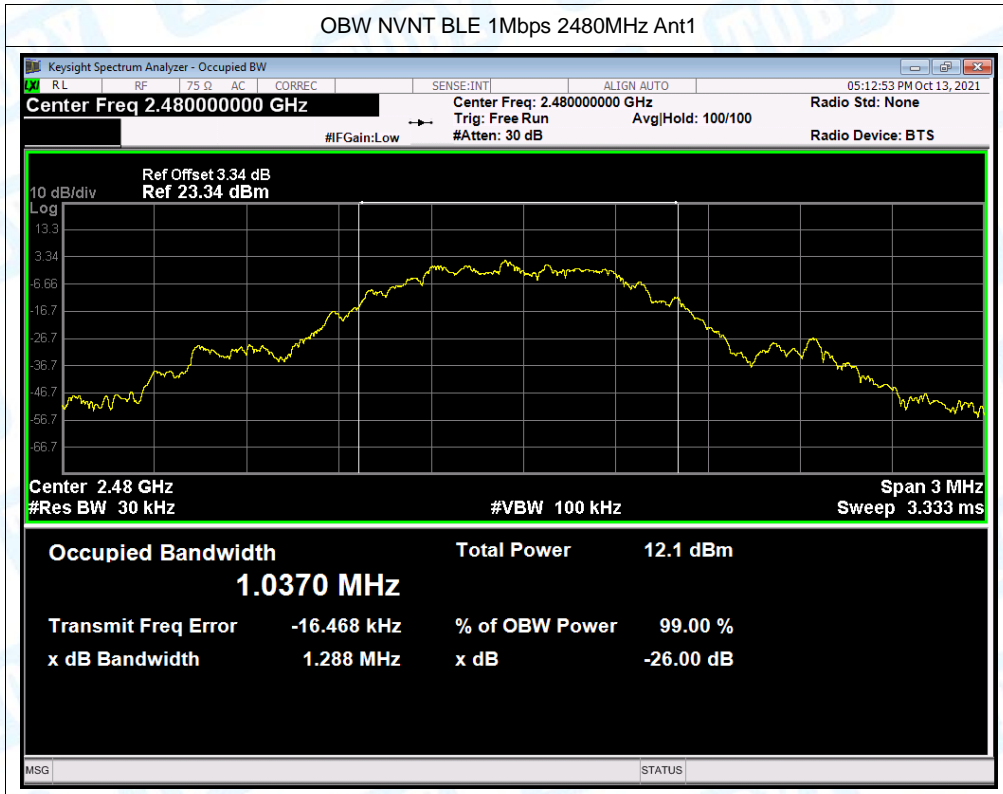 OBW NVNT BLE 1Mbps 2480MHz Ant1
Keysight Spectrum Analyzer - Occupied BW
LXI RL RF 75 Ω AC CORREC SENSE:INT ALIGN AUTO 05:12:53 PM Oct 13, 2021
Center Freq 2.480000000 GHz Center Freq: 2.480000000 GHz Radio Std: None
Trig: Free Run Avg|Hold: 100/100
#IFGain:Low #Atten: 30 dB Radio Device: BTS
Ref Offset 3.34 dB
10 dB/div Ref 23.34 dBm
Log
13.3
3.34
-6.66
-16.7
-26.7
-36.7
-46.7
-56.7
-66.7
Center 2.48 GHz Span 3 MHz
#Res BW 30 kHz #VBW 100 kHz Sweep 3.333 ms
Occupied Bandwidth Total Power 12.1 dBm
1.0370 MHz
Transmit Freq Error -16.468 kHz % of OBW Power 99.00 %
x dB Bandwidth 1.288 MHz x dB -26.00 dB
MSG STATUS